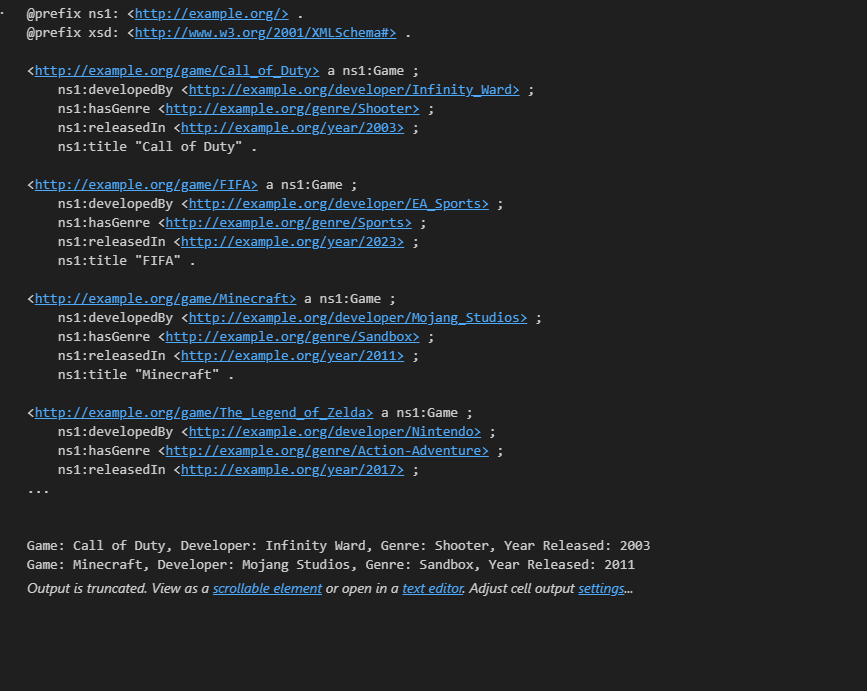 @prefix ns1: <http://example.org/> .
@prefix xsd: <http://www.w3.org/2001/XMLSchema#> .
<http://example.org/game/Call_of_Duty> a ns1:Game ;
ns1:developedBy <http://example.org/developer/Infinity_Ward> ;
ns1:hasGenre <http://example.org/genre/Shooter> ;
ns1:releasedIn <http://example.org/year/2003> ;
ns1:title "Call of Duty" .
<http://example.org/game/FIFA> a ns1:Game ;
ns1:developedBy <http://example.org/developer/EA_Sports> ;
ns1:hasGenre <http://example.org/genre/Sports> ;
ns1:releasedIn <http://example.org/year/2023> ;
ns1:title "FIFA" .
<http://example.org/game/Minecraft> a ns1:Game ;
ns1:developedBy <http://example.org/developer/Mojang_Studios> ;
ns1:hasGenre <http://example.org/genre/Sandbox> ;
ns1:releasedIn <http://example.org/year/2011> ;
ns1:title "Minecraft" .
<http://example.org/game/The_Legend_of_Zelda> a ns1:Game ;
ns1:developedBy <http://example.org/developer/Nintendo> ;
ns1:hasGenre <http://example.org/genre/Action-Adventure> ;
ns1:releasedIn <http://example.org/year/2017> ;
...
Game: Call of Duty, Developer: Infinity Ward, Genre: Shooter, Year Released: 2003
Game: Minecraft, Developer: Mojang Studios, Genre: Sandbox, Year Released: 2011
Output is truncated. View as a scrollable element or open in a text editor. Adjust cell output settings...